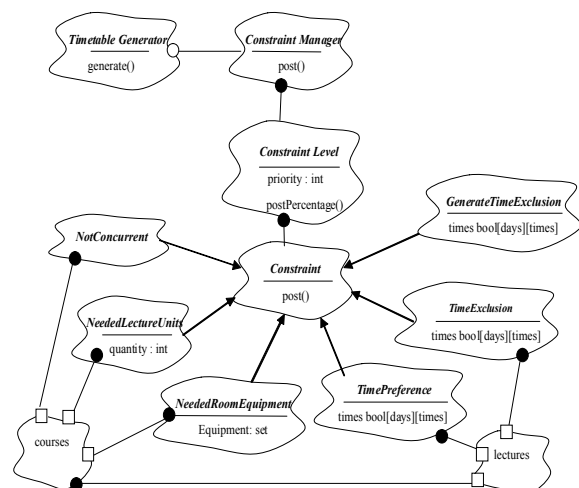 Timetable Generator
generate()
Constraint Manager
post()
Constraint Level
priority : int
postPercentage()
GenerateTimeExclusion
times bool[days][times]
NotConcurrent
Constraint
post()
TimeExclusion
times bool[days][times]
NeededLectureUnits
quantity : int
NeededRoomEquipment
Equipment: set
TimePreference
times bool[days][times]
courses
lectures